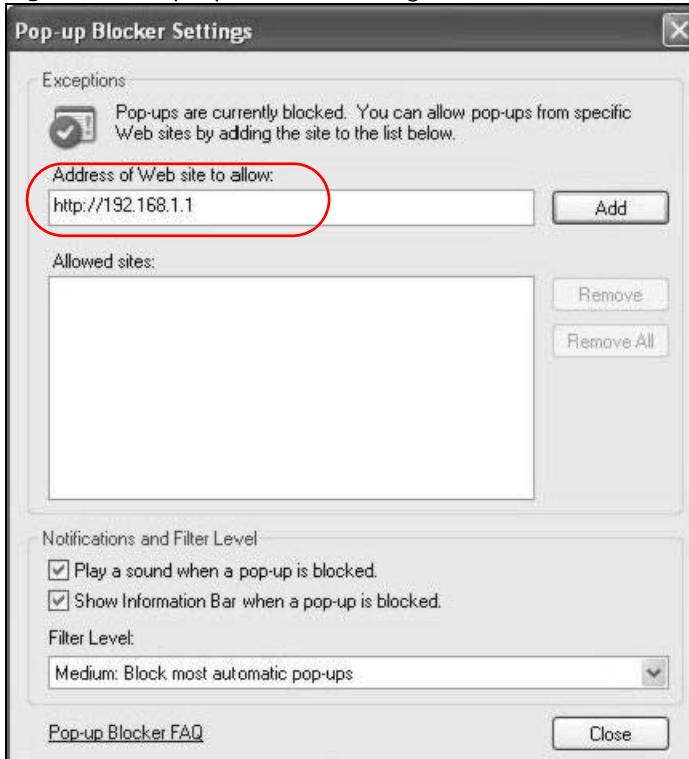 Pop-up Blocker Settings
Exceptions
Pop-ups are currently blocked. You can allow pop-ups from specific
Web sites by adding the site to the list below.
Address of Web site to allow:
http://192.168.1.1
Add
Allowed sites:
Remove
Remove All
Notifications and Filter Level
Play a sound when a pop-up is blocked.
Show Information Bar when a pop-up is blocked.
Filter Level:
Medium: Block most automatic pop-ups
Pop-up Blocker FAQ
Close